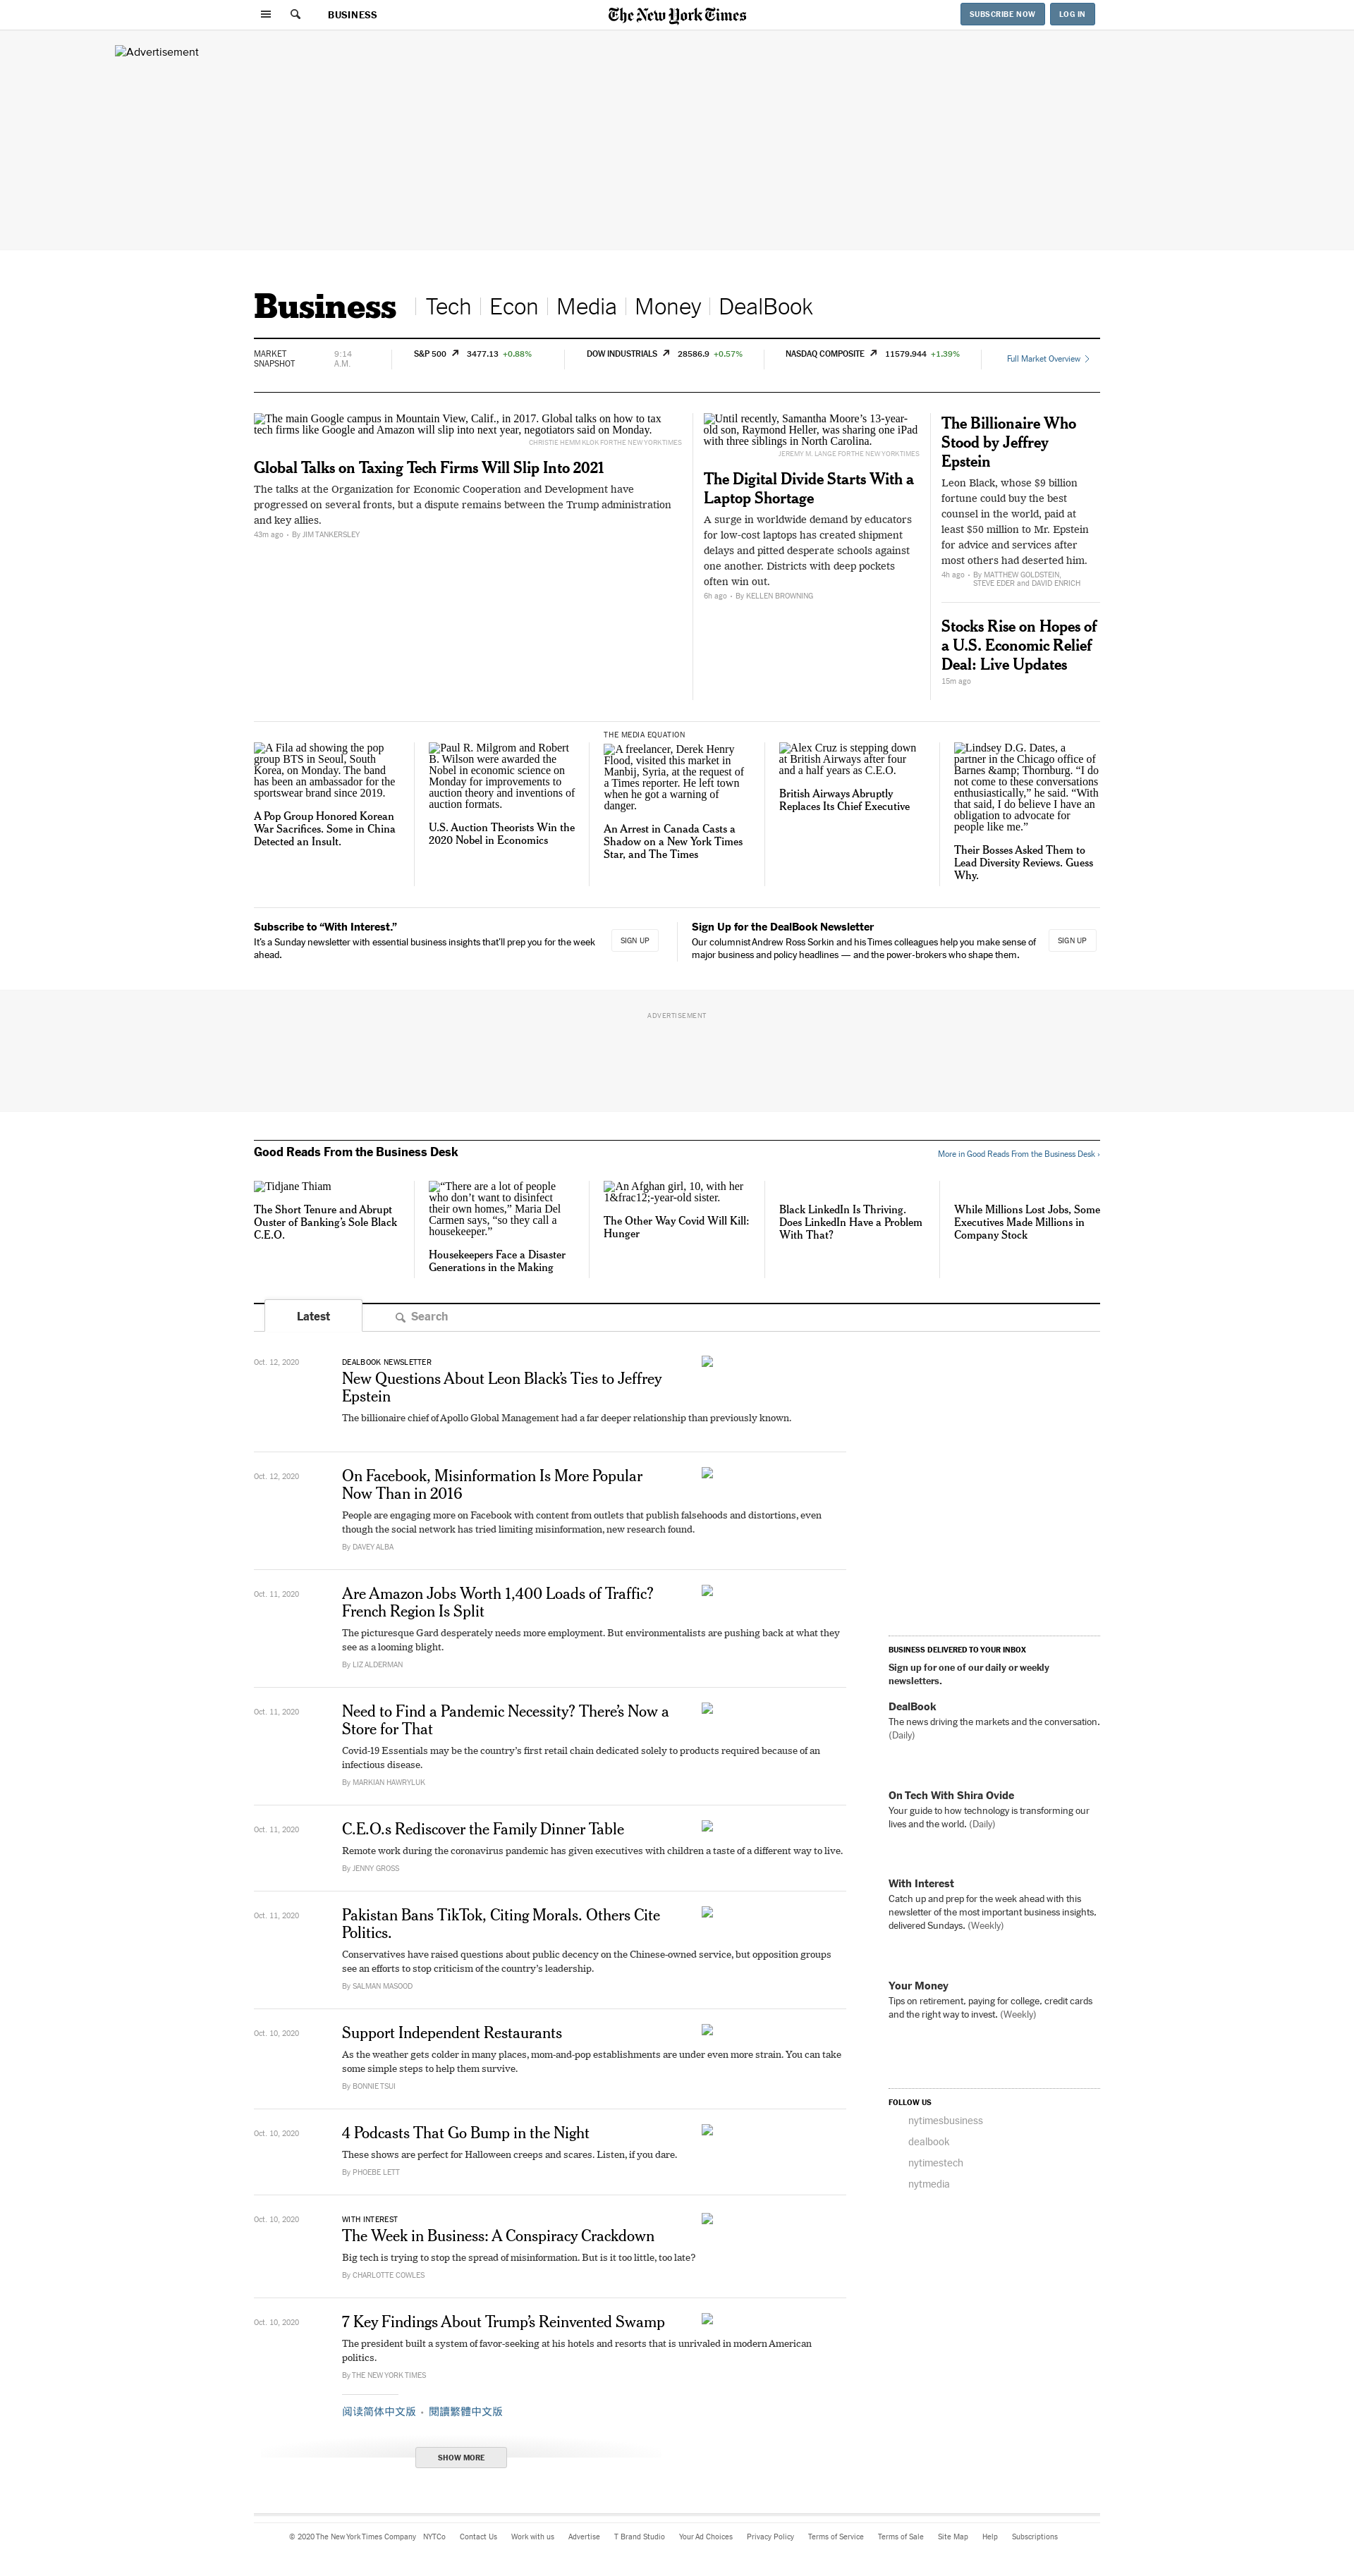 BUSINESS
The New York Times
SUBSCRIBE NOW
LOG IN
Advertisement
Business
Tech
Econ
Media
Money
DealBook
MARKET
SNAPSHOT
9:14
A.M.
S&P 500 3477.13 +0.88%
DOW INDUSTRIALS 28586.9 +0.57%
NASDAQ COMPOSITE 11579.944 +1.39%
Full Market Overview
The main Google campus in Mountain View, Calif., in 2017. Global talks on how to tax
tech firms like Google and Amazon will slip into next year, negotiators said on Monday.
CHRISTIE HEMM KLOK FOR THE NEW YORK TIMES
Global Talks on Taxing Tech Firms Will Slip Into 2021
The talks at the Organization for Economic Cooperation and Development have
progressed on several fronts, but a dispute remains between the Trump administration
and key allies.
43m ago • By JIM TANKERSLEY
Until recently, Samantha Moore’s 13-year-
old son, Raymond Heller, was sharing one iPad
with three siblings in North Carolina.
JEREMY M. LANGE FOR THE NEW YORK TIMES
The Digital Divide Starts With a
Laptop Shortage
A surge in worldwide demand by educators
for low-cost laptops has created shipment
delays and pitted desperate schools against
one another. Districts with deep pockets
often win out.
6h ago • By KELLEN BROWNING
The Billionaire Who
Stood by Jeffrey
Epstein
Leon Black, whose $9 billion
fortune could buy the best
counsel in the world, paid at
least $50 million to Mr. Epstein
for advice and services after
most others had deserted him.
4h ago • By MATTHEW GOLDSTEIN,
STEVE EDER and DAVID ENRICH
Stocks Rise on Hopes of
a U.S. Economic Relief
Deal: Live Updates
15m ago
A Fila ad showing the pop
group BTS in Seoul, South
Korea, on Monday. The band
has been an ambassador for the
sportswear brand since 2019.
A Pop Group Honored Korean
War Sacrifices. Some in China
Detected an Insult.
Paul R. Milgrom and Robert
B. Wilson were awarded the
Nobel in economic science on
Monday for improvements to
auction theory and inventions of
auction formats.
U.S. Auction Theorists Win the
2020 Nobel in Economics
THE MEDIA EQUATION
A freelancer, Derek Henry
Flood, visited this market in
Manbij, Syria, at the request of
a Times reporter. He left town
when he got a warning of
danger.
An Arrest in Canada Casts a
Shadow on a New York Times
Star, and The Times
Alex Cruz is stepping down
at British Airways after four
and a half years as C.E.O.
British Airways Abruptly
Replaces Its Chief Executive
Lindsey D.G. Dates, a
partner in the Chicago office of
Barnes &amp; Thornburg. “I do
not come to these conversations
enthusiastically,” he said. “With
that said, I do believe I have an
obligation to advocate for
people like me.”
Their Bosses Asked Them to
Lead Diversity Reviews. Guess
Why.
Subscribe to “With Interest.”
It’s a Sunday newsletter with essential business insights that’ll prep you for the week
ahead.
SIGN UP
Sign Up for the DealBook Newsletter
Our columnist Andrew Ross Sorkin and his Times colleagues help you make sense of
major business and policy headlines — and the power-brokers who shape them.
SIGN UP
ADVERTISEMENT
Good Reads From the Business Desk
More in Good Reads From the Business Desk ›
Tidjane Thiam
The Short Tenure and Abrupt
Ouster of Banking’s Sole Black
C.E.O.
“There are a lot of people
who don’t want to disinfect
their own homes,” Maria Del
Carmen says, “so they call a
housekeeper.”
Housekeepers Face a Disaster
Generations in the Making
An Afghan girl, 10, with her
1&frac12;-year-old sister.
The Other Way Covid Will Kill:
Hunger
Black LinkedIn Is Thriving.
Does LinkedIn Have a Problem
With That?
While Millions Lost Jobs, Some
Executives Made Millions in
Company Stock
Latest
Search
Oct. 12, 2020
DEALBOOK NEWSLETTER
New Questions About Leon Black’s Ties to Jeffrey
Epstein
The billionaire chief of Apollo Global Management had a far deeper relationship than previously known.
Oct. 12, 2020
On Facebook, Misinformation Is More Popular
Now Than in 2016
People are engaging more on Facebook with content from outlets that publish falsehoods and distortions, even
though the social network has tried limiting misinformation, new research found.
By DAVEY ALBA
Oct. 11, 2020
Are Amazon Jobs Worth 1,400 Loads of Traffic?
French Region Is Split
The picturesque Gard desperately needs more employment. But environmentalists are pushing back at what they
see as a looming blight.
By LIZ ALDERMAN
Oct. 11, 2020
Need to Find a Pandemic Necessity? There’s Now a
Store for That
Covid-19 Essentials may be the country’s first retail chain dedicated solely to products required because of an
infectious disease.
By MARKIAN HAWRYLUK
Oct. 11, 2020
C.E.O.s Rediscover the Family Dinner Table
Remote work during the coronavirus pandemic has given executives with children a taste of a different way to live.
By JENNY GROSS
Oct. 11, 2020
Pakistan Bans TikTok, Citing Morals. Others Cite
Politics.
Conservatives have raised questions about public decency on the Chinese-owned service, but opposition groups
see an efforts to stop criticism of the country’s leadership.
By SALMAN MASOOD
Oct. 10, 2020
Support Independent Restaurants
As the weather gets colder in many places, mom-and-pop establishments are under even more strain. You can take
some simple steps to help them survive.
By BONNIE TSUI
Oct. 10, 2020
4 Podcasts That Go Bump in the Night
These shows are perfect for Halloween creeps and scares. Listen, if you dare.
By PHOEBE LETT
Oct. 10, 2020
WITH INTEREST
The Week in Business: A Conspiracy Crackdown
Big tech is trying to stop the spread of misinformation. But is it too little, too late?
By CHARLOTTE COWLES
Oct. 10, 2020
7 Key Findings About Trump’s Reinvented Swamp
The president built a system of favor-seeking at his hotels and resorts that is unrivaled in modern American
politics.
By THE NEW YORK TIMES
阅读简体中文版 • 閱讀繁體中文版
SHOW MORE
BUSINESS DELIVERED TO YOUR INBOX
Sign up for one of our daily or weekly
newsletters.
DealBook
The news driving the markets and the conversation.
(Daily)
On Tech With Shira Ovide
Your guide to how technology is transforming our
lives and the world. (Daily)
With Interest
Catch up and prep for the week ahead with this
newsletter of the most important business insights,
delivered Sundays. (Weekly)
Your Money
Tips on retirement, paying for college, credit cards
and the right way to invest. (Weekly)
FOLLOW US
nytimesbusiness
dealbook
nytimestech
nytmedia
© 2020 The New York Times Company NYTCo Contact Us Work with us Advertise T Brand Studio Your Ad Choices Privacy Policy Terms of Service Terms of Sale Site Map Help Subscriptions